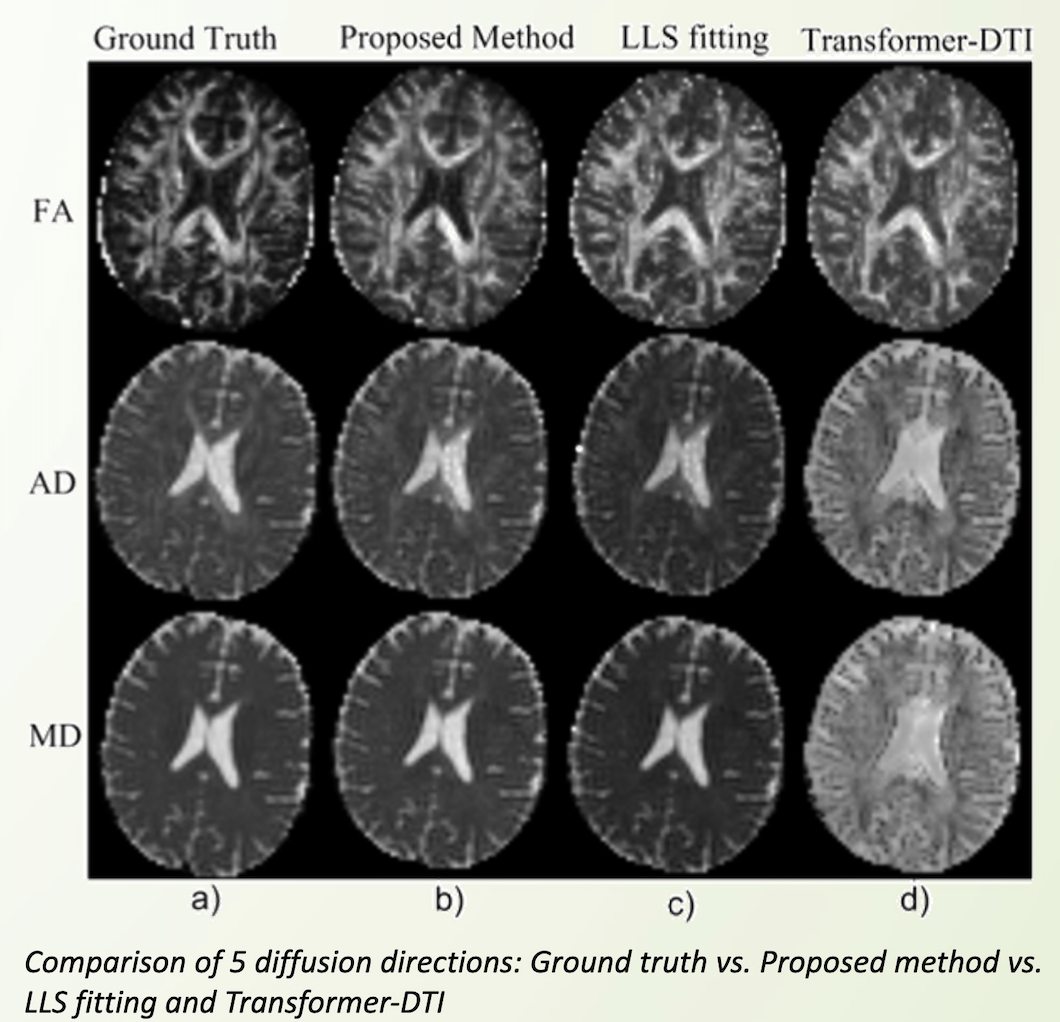 Ground Truth Proposed Method LLS fitting Transformer-DTI
FA
AD
MD
a) b) c) d)
Comparison of 5 diffusion directions: Ground truth vs. Proposed method vs.
LLS fitting and Transformer-DTI